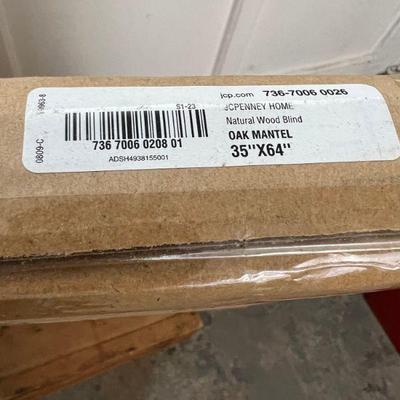 jcp.com 736-7006 0026
S1-23
JCPENNEY HOME
Natural Wood Blind
OAK MANTEL
35"X64"
736 7006 0208 01
ADSH4938155001
0809-C